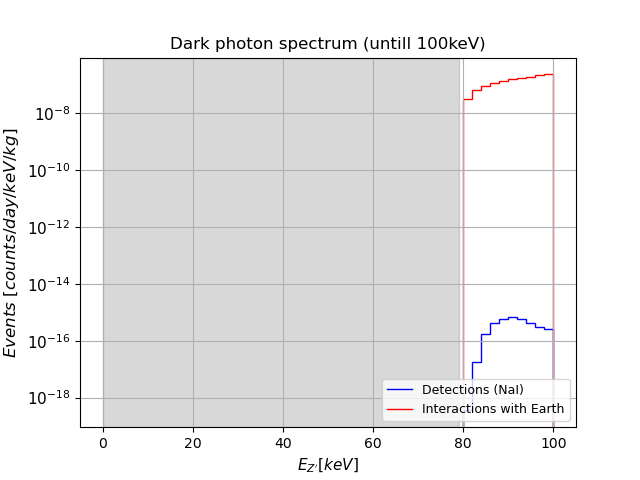 Dark photon spectrum (untill 100keV)
Events [counts/day/keV/kg]
10⁻⁸
10⁻¹⁰
10⁻¹²
10⁻¹⁴
10⁻¹⁶
10⁻¹⁸
Detections (NaI)
Interactions with Earth
0 20 40 60 80 100
E_Z'[keV]